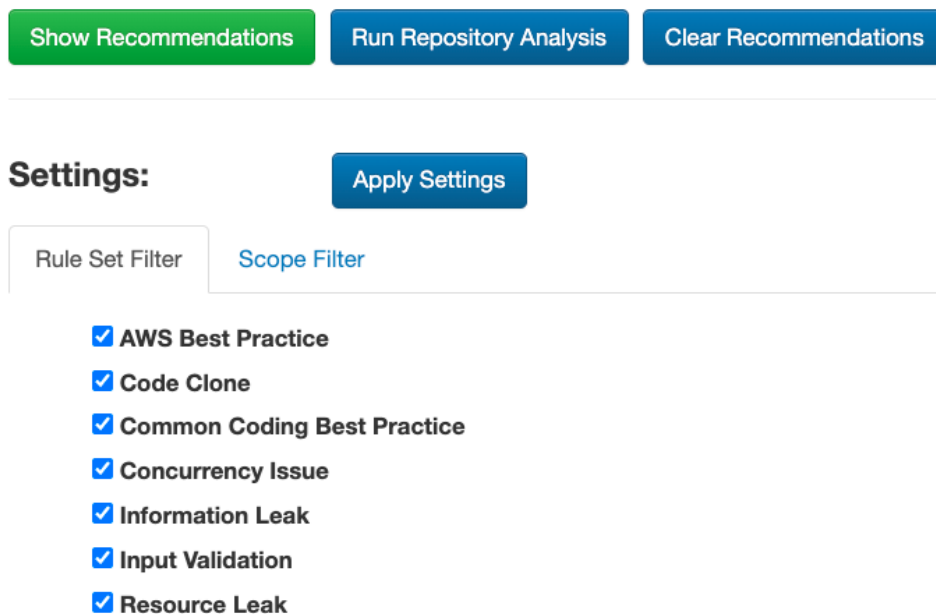 Show Recommendations Run Repository Analysis Clear Recommendations
Settings: Apply Settings
Rule Set Filter Scope Filter
AWS Best Practice
Code Clone
Common Coding Best Practice
Concurrency Issue
Information Leak
Input Validation
Resource Leak